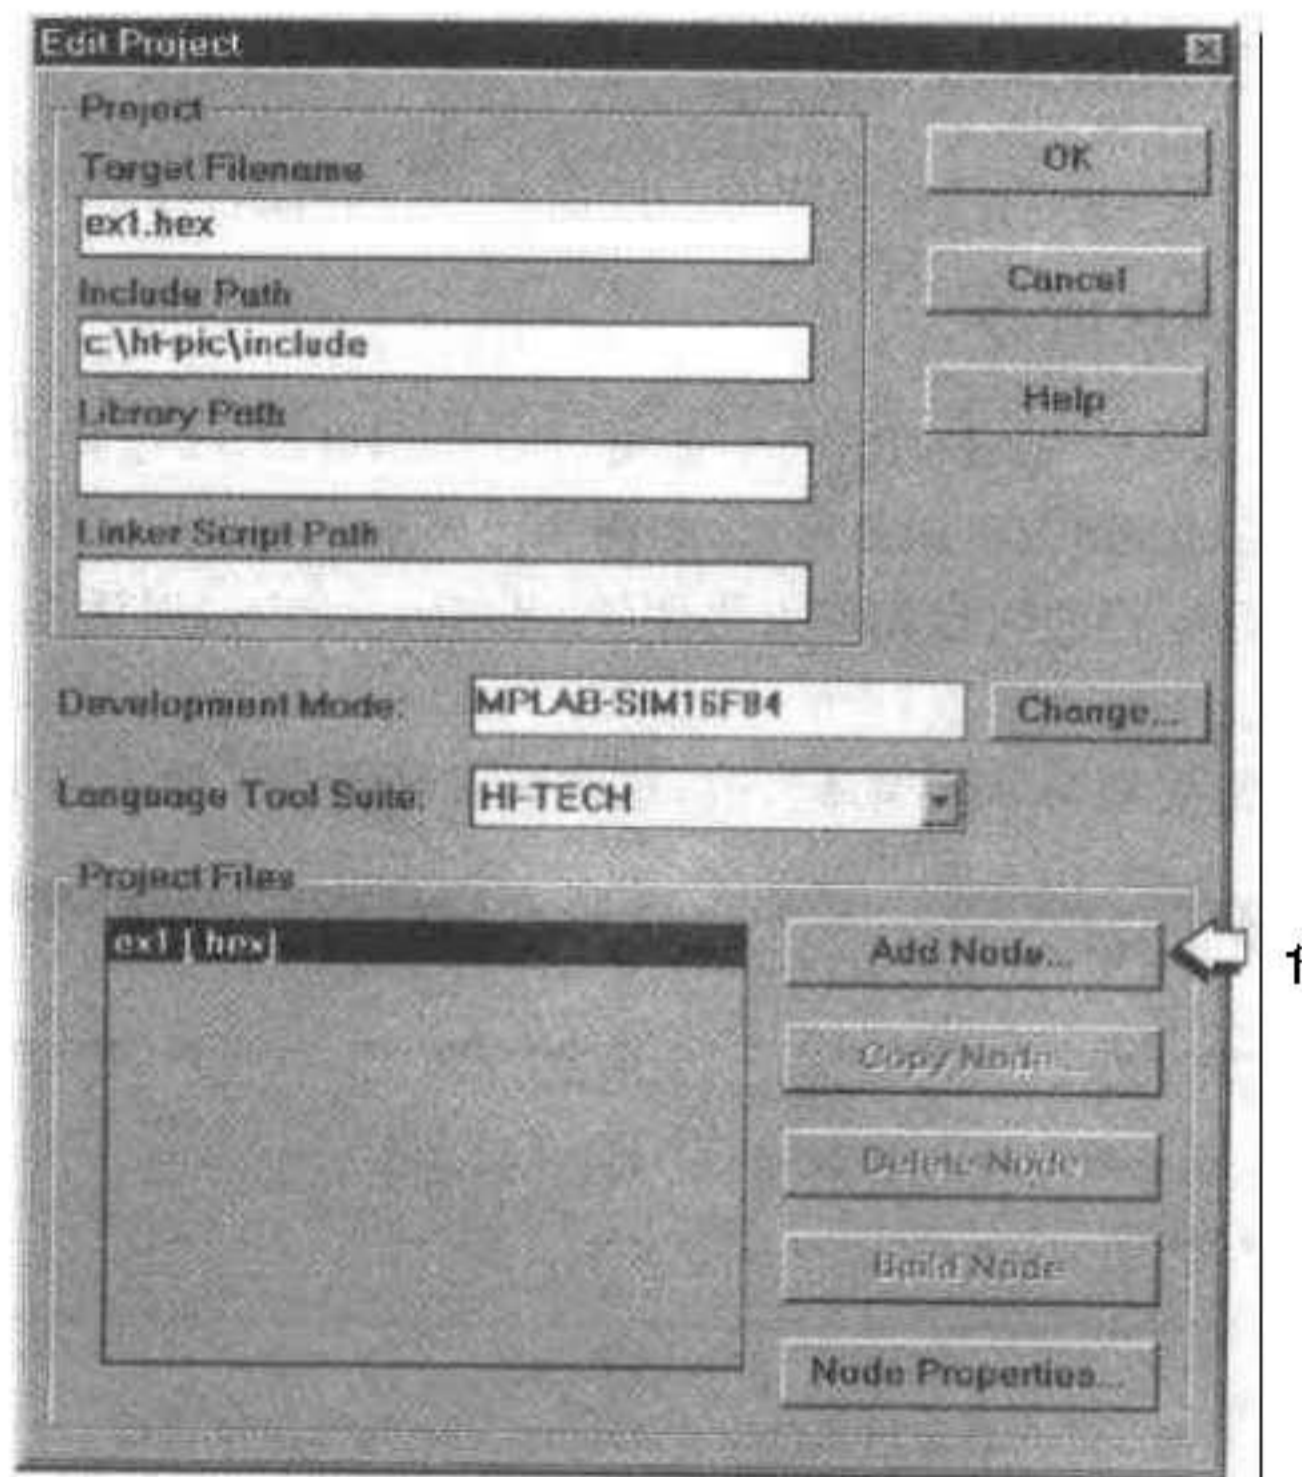 Edit Project
Project
Target Filename
ex1.hex
Include Path
c:\ht-pic\include
Library Path
Linker Script Path
OK
Cancel
Help
Development Mode:
MPLAB-SIM16F84
Change...
Language Tool Suite:
HI-TECH
Project Files
ex1 [.hex]
Add Node...
1
Copy Node...
Delete Node
Build Node
Node Properties...